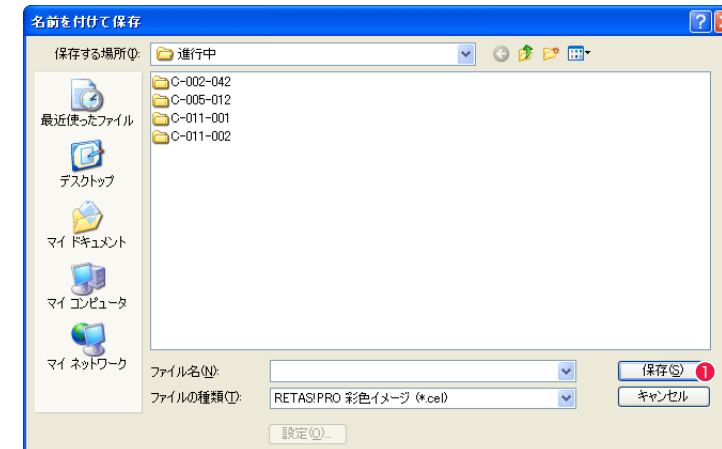 名前を付けて保存
保存する場所(I):
進行中
C-002-042
C-005-012
C-011-001
C-011-002
最近使ったファイル
デスクトップ
マイ ドキュメント
マイ コンピュータ
マイ ネットワーク
ファイル名(N):
保存(S)
1
ファイルの種類(T):
RETAS!PRO 彩色イメージ (*.cel)
キャンセル
設定(O)...